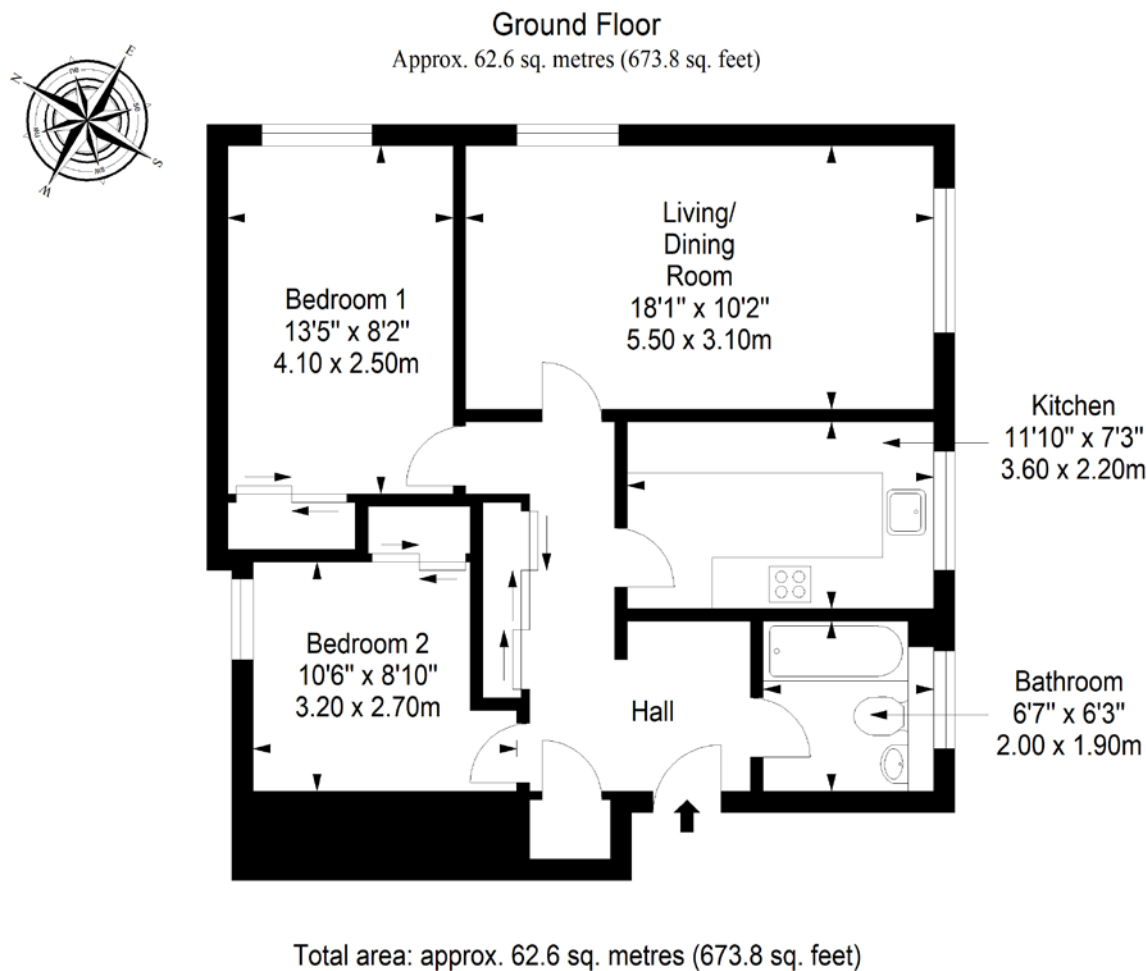 Ground Floor
Approx. 62.6 sq. metres (673.8 sq. feet)
E
N
S
W
ne
se
sw
Living/
Dining
Room
18'1" x 10'2"
5.50 x 3.10m
Bedroom 1
13'5" x 8'2"
4.10 x 2.50m
Kitchen
11'10" x 7'3"
3.60 x 2.20m
Bedroom 2
10'6" x 8'10"
3.20 x 2.70m
Hall
Bathroom
6'7" x 6'3"
2.00 x 1.90m
Total area: approx. 62.6 sq. metres (673.8 sq. feet)